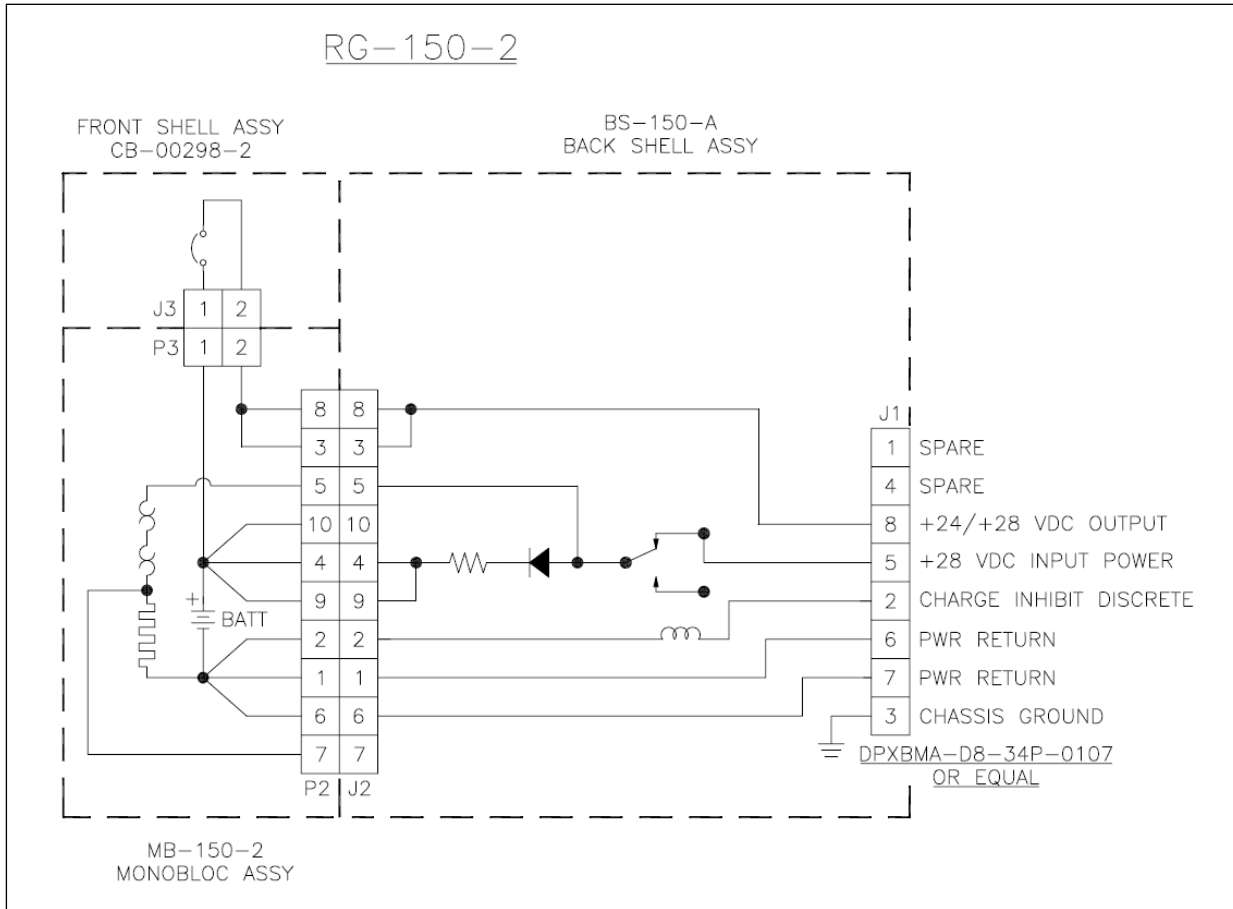 RG-150-2
FRONT SHELL ASSY
CB-00298-2
BS-150-A
BACK SHELL ASSY
J3 1 2
P3 1 2
8 8
3 3
5 5
10 10
4 4
9 9
+ BATT
2 2
1 1
6 6
7 7
P2 J2
J1
1 SPARE
4 SPARE
8 +24/+28 VDC OUTPUT
5 +28 VDC INPUT POWER
2 CHARGE INHIBIT DISCRETE
6 PWR RETURN
7 PWR RETURN
3 CHASSIS GROUND
DPXBMA-D8-34P-0107
OR EQUAL
MB-150-2
MONOBLOC ASSY